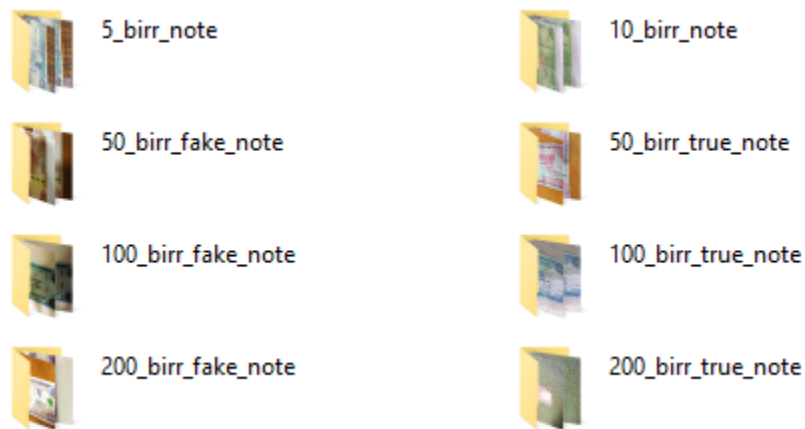 5_birr_note
10_birr_note
50_birr_fake_note
50_birr_true_note
100_birr_fake_note
100_birr_true_note
200_birr_fake_note
200_birr_true_note